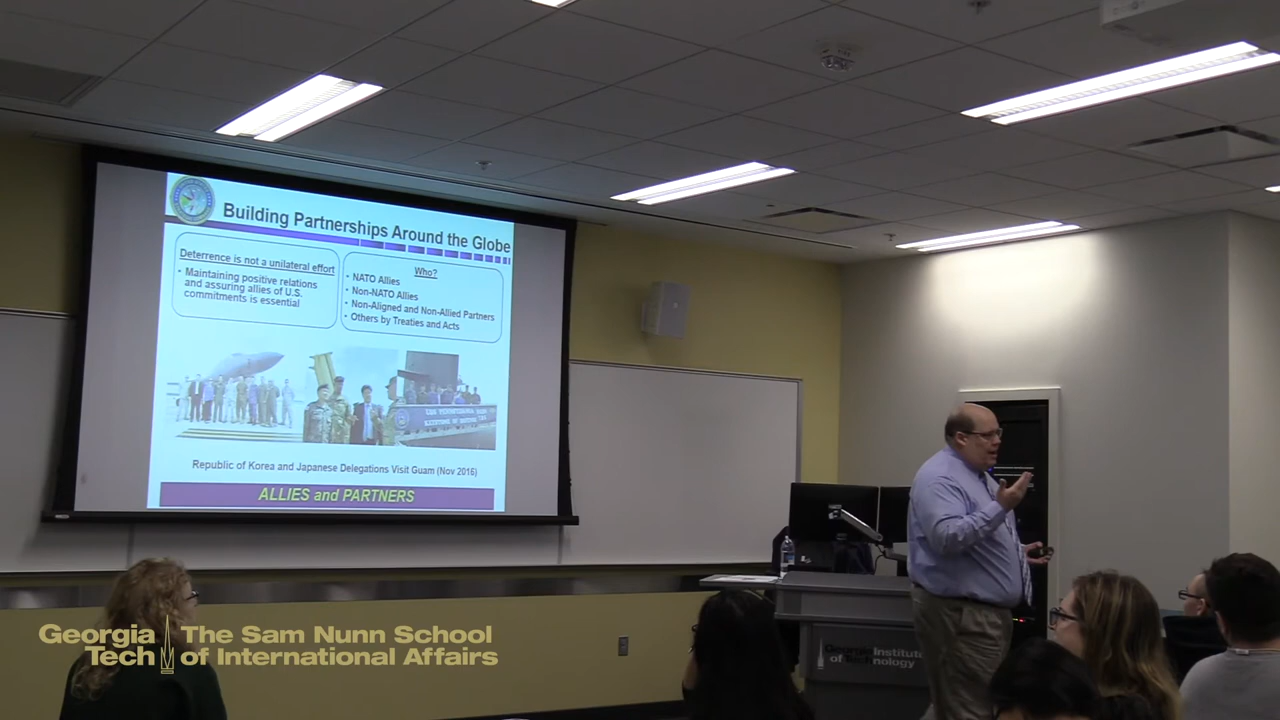 Building Partnerships Around the Globe
Deterrence is not a unilateral effort
• Maintaining positive relations
and assuring allies of U.S.
commitments is essential
Who?
• NATO Allies
• Non-NATO Allies
• Non-Aligned and Non-Allied Partners
• Others by Treaties and Acts
Republic of Korea and Japanese Delegations Visit Guam (Nov 2016)
ALLIES and PARTNERS
Georgia Institute
of Technology
Georgia
Tech
The Sam Nunn School
of International Affairs